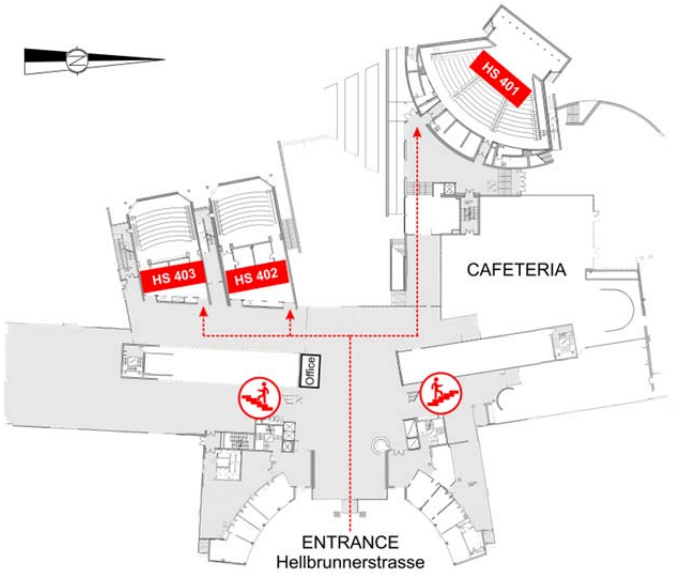 N
HS 401
HS 403
HS 402
CAFETERIA
Office
ENTRANCE
Hellbrunnerstrasse